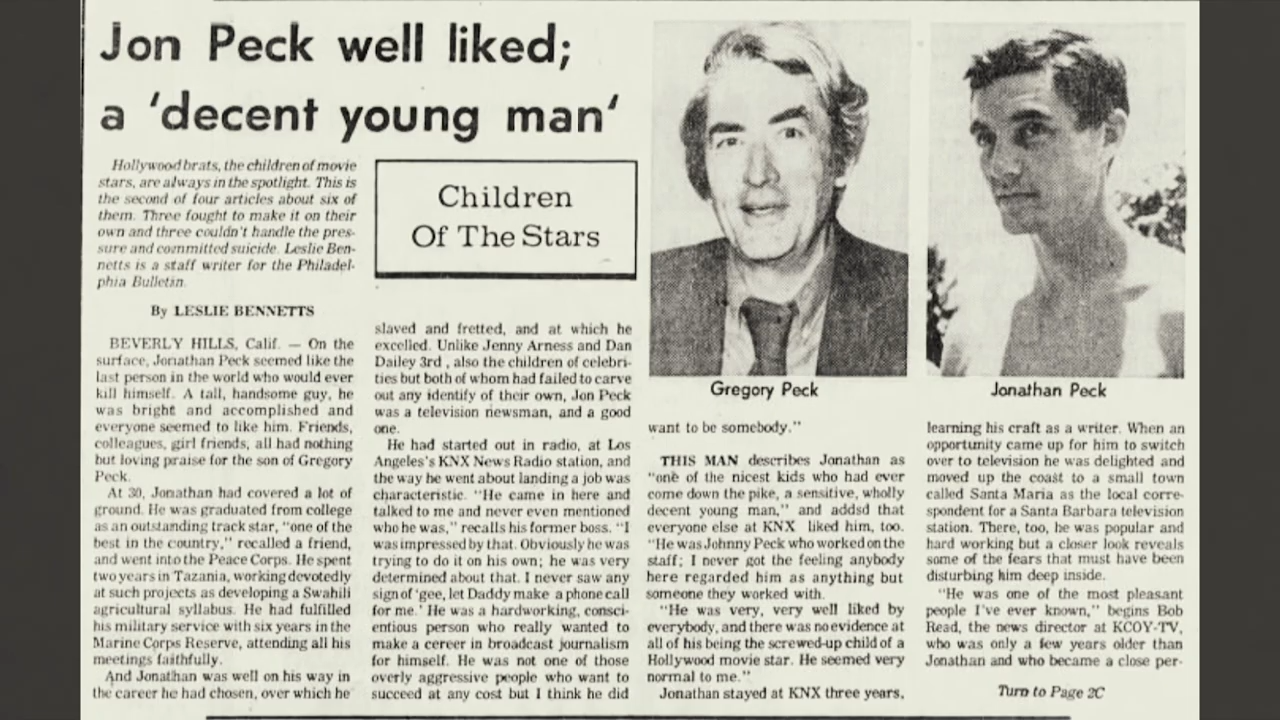 Jon Peck well liked;
a 'decent young man'
Hollywood brats, the children of movie
stars, are always in the spotlight. This is
the second of four articles about six of
them. Three fought to make it on their
own and three couldn't handle the pres-
sure and committed suicide. Leslie Ben-
netts is a staff writer for the Philadel-
phia Bulletin.
By LESLIE BENNETTS
BEVERLY HILLS, Calif. — On the
surface, Jonathan Peck seemed like the
last person in the world who would ever
kill himself. A tall, handsome guy, he
was bright and accomplished and
everyone seemed to like him. Friends,
colleagues, girl friends, all had nothing
but loving praise for the son of Gregory
Peck.
At 30, Jonathan had covered a lot of
ground. He was graduated from college
as an outstanding track star, "one of the
best in the country," recalled a friend,
and went into the Peace Corps. He spent
two years in Tazania, working devotedly
at such projects as developing a Swahili
agricultural syllabus. He had fulfilled
his military service with six years in the
Marine Corps Reserve, attending all his
meetings faithfully.
And Jonathan was well on his way in
the career he had chosen, over which he
Children
Of The Stars
slaved and fretted, and at which he
excelled. Unlike Jenny Arness and Dan
Dailey 3rd , also the children of celebri-
ties but both of whom had failed to carve
out any identify of their own, Jon Peck
was a television newsman, and a good
one.
He had started out in radio, at Los
Angeles's KNX News Radio station, and
the way he went about landing a job was
characteristic. "He came in here and
talked to me and never even mentioned
who he was," recalls his former boss. "I
was impressed by that. Obviously he was
trying to do it on his own; he was very
determined about that. I never saw any
sign of 'gee, let Daddy make a phone call
for me.' He was a hardworking, consci-
entious person who really wanted to
make a career in broadcast journalism
for himself. He was not one of those
overly aggressive people who want to
succeed at any cost but I think he did
Gregory Peck
want to be somebody."
THIS MAN describes Jonathan as
"one of the nicest kids who had ever
come down the pike, a sensitive, wholly
decent young man," and addsd that
everyone else at KNX liked him, too.
"He was Johnny Peck who worked on the
staff; I never got the feeling anybody
here regarded him as anything but
someone they worked with.
"He was very, very well liked by
everybody, and there was no evidence at
all of his being the screwed-up child of a
Hollywood movie star. He seemed very
normal to me."
Jonathan stayed at KNX three years,
Jonathan Peck
learning his craft as a writer. When an
opportunity came up for him to switch
over to television he was delighted and
moved up the coast to a small town
called Santa Maria as the local corre-
spondent for a Santa Barbara television
station. There, too, he was popular and
hard working but a closer look reveals
some of the fears that must have been
disturbing him deep inside.
"He was one of the most pleasant
people I've ever known," begins Bob
Read, the news director at KCOY-TV,
who was only a few years older than
Jonathan and who became a close per-
Turn to Page 2C